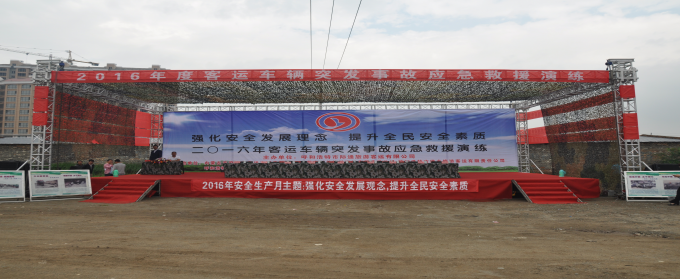 2016年度客运车辆突发事故应急救援演练
强化安全发展理念 提升全民安全素质
二〇一六年客运车辆突发事故应急救援演练
2016年安全生产月主题:强化安全发展观念,提升全民安全素质